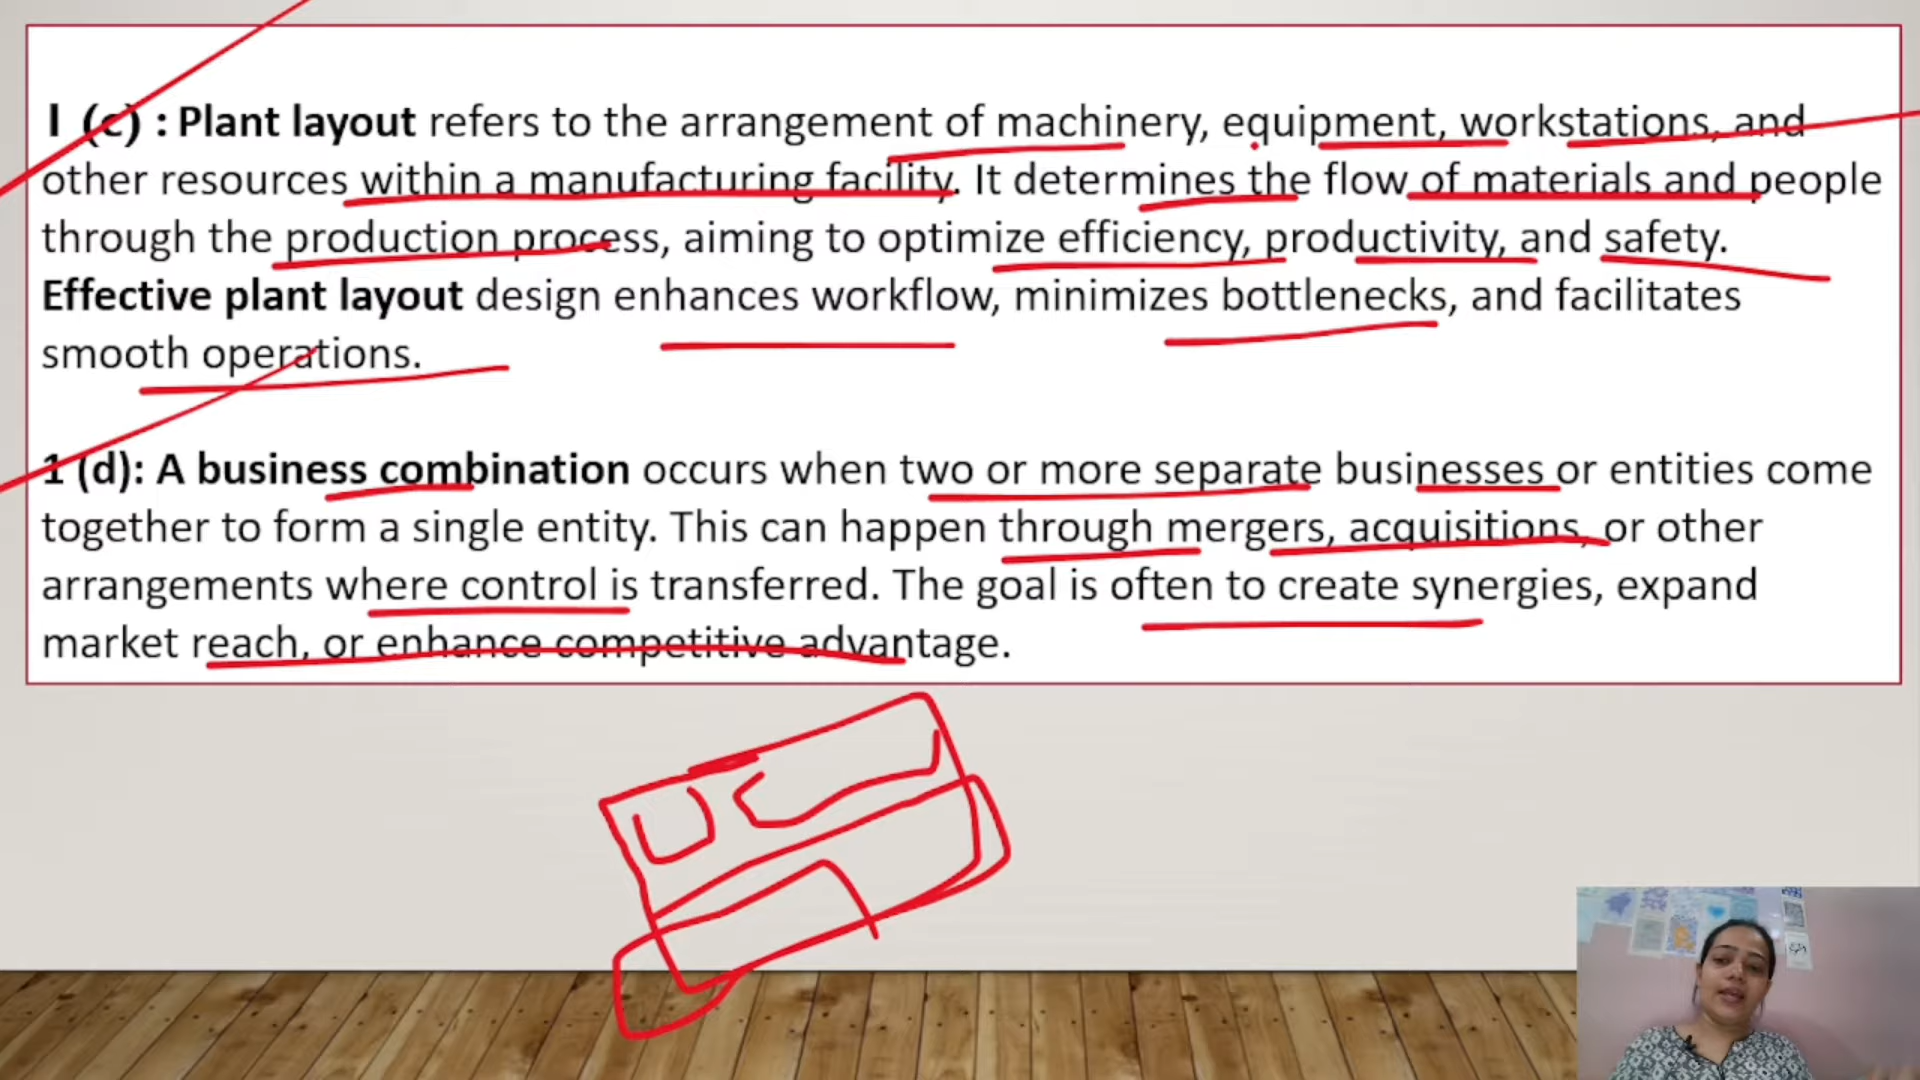 1 (c) : Plant layout refers to the arrangement of machinery, equipment, workstations, and
other resources within a manufacturing facility. It determines the flow of materials and people
through the production process, aiming to optimize efficiency, productivity, and safety.
Effective plant layout design enhances workflow, minimizes bottlenecks, and facilitates
smooth operations.
1 (d): A business combination occurs when two or more separate businesses or entities come
together to form a single entity. This can happen through mergers, acquisitions, or other
arrangements where control is transferred. The goal is often to create synergies, expand
market reach, or enhance competitive advantage.